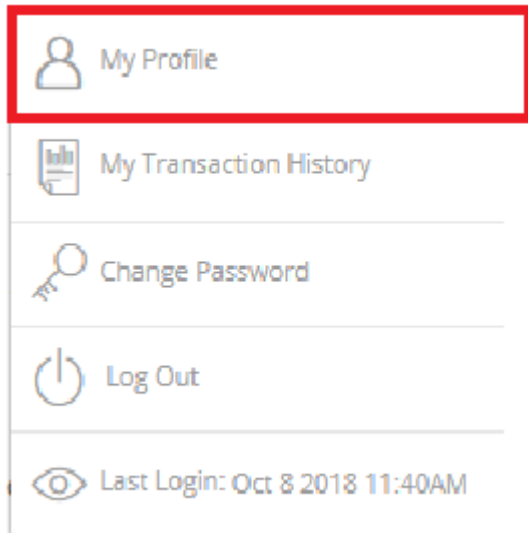 My Profile
My Transaction History
Change Password
Log Out
Last Login: Oct 8 2018 11:40AM